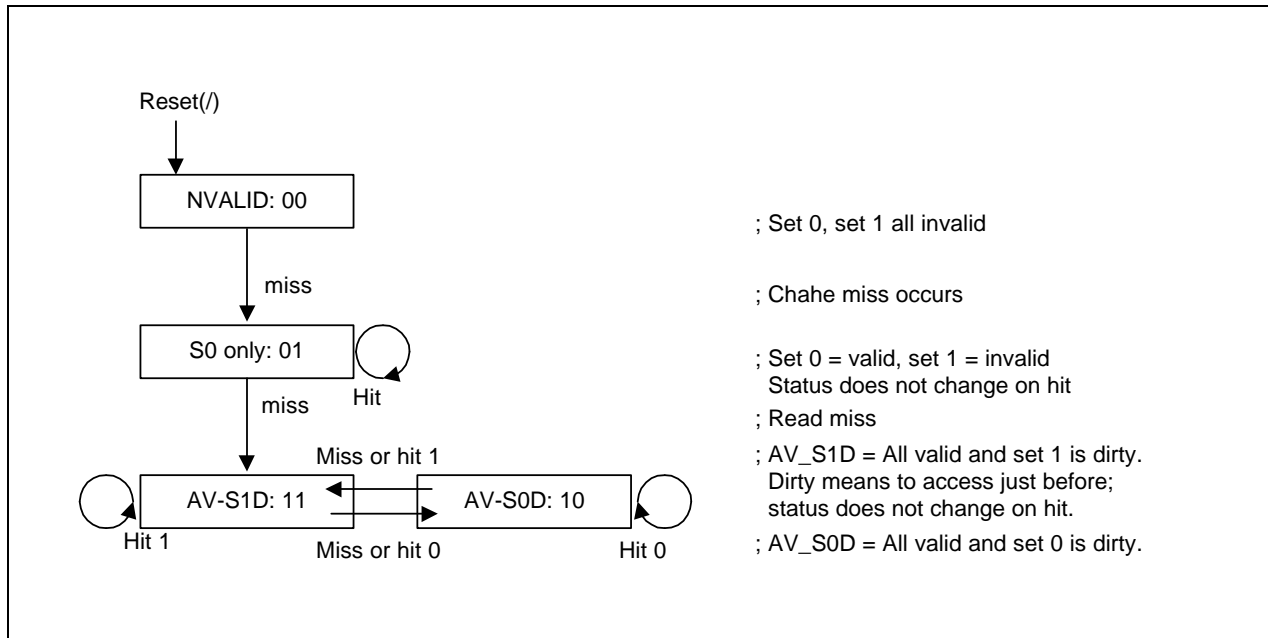 Reset(/)
NVALID: 00
; Set 0, set 1 all invalid
miss
; Chahe miss occurs
S0 only: 01
; Set 0 = valid, set 1 = invalid
Status does not change on hit
Hit
miss
; Read miss
Miss or hit 1
; AV_S1D = All valid and set 1 is dirty.
Dirty means to access just before;
status does not change on hit.
AV-S1D: 11
AV-S0D: 10
Hit 1
Miss or hit 0
Hit 0
; AV_S0D = All valid and set 0 is dirty.